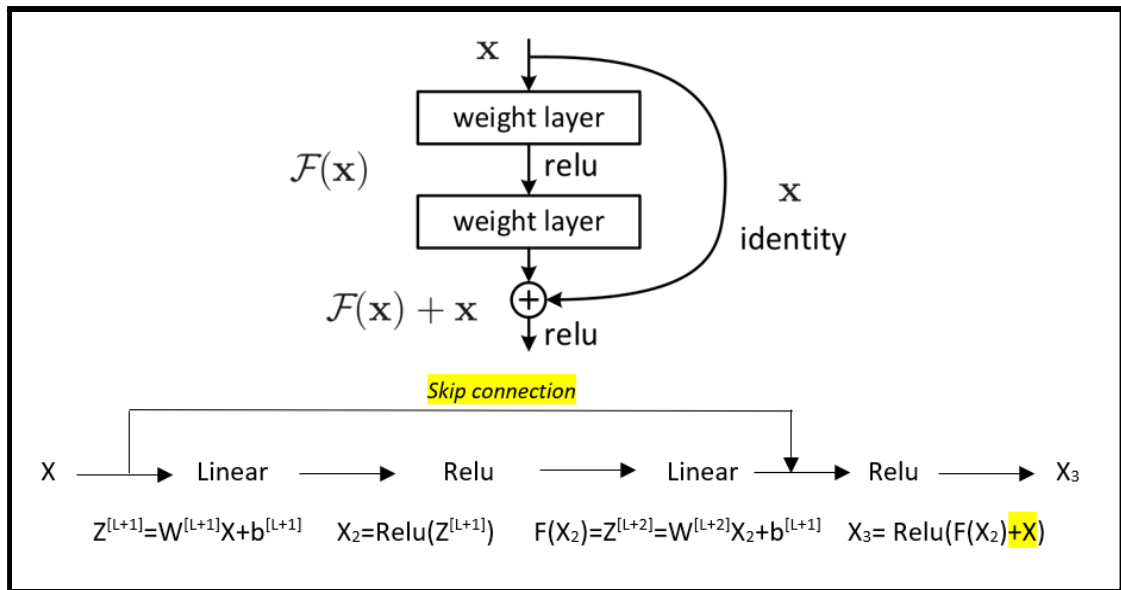 x
weight layer
F(x)
relu
x
weight layer
identity
F(x) + x
relu
Skip connection
X Linear Relu Linear Relu X₃
Z^[L+1]=W^[L+1]X+b^[L+1] X₂=Relu(Z^[L+1]) F(X₂)=Z^[L+2]=W^[L+2]X₂+b^[L+1] X₃= Relu(F(X₂)+X)